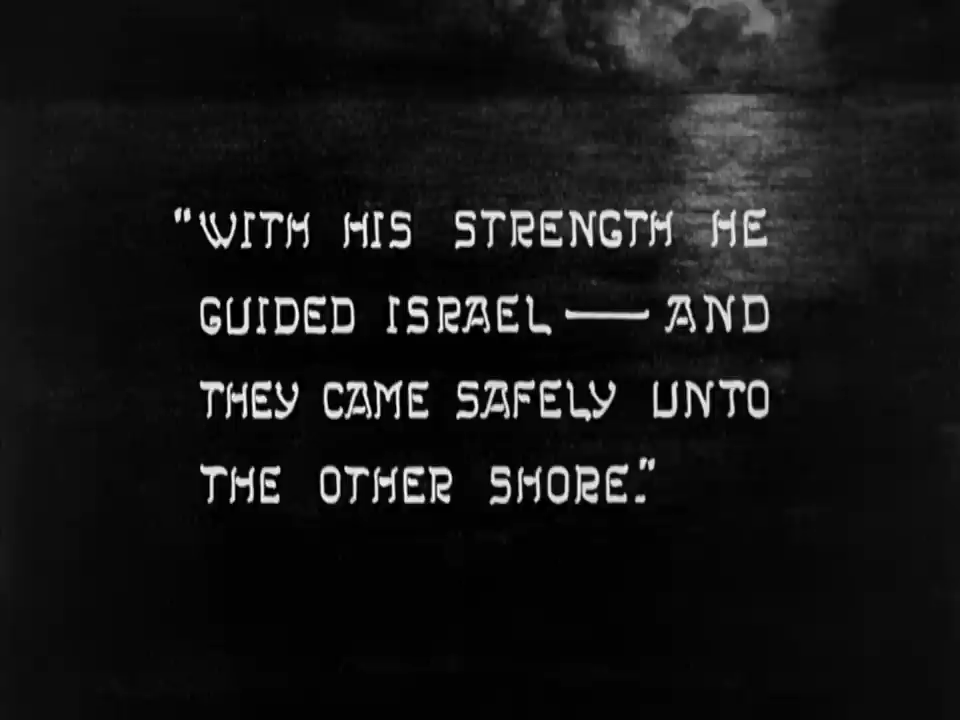 "WITH HIS STRENGTH HE
GUIDED ISRAEL — AND
THEY CAME SAFELY UNTO
THE OTHER SHORE."